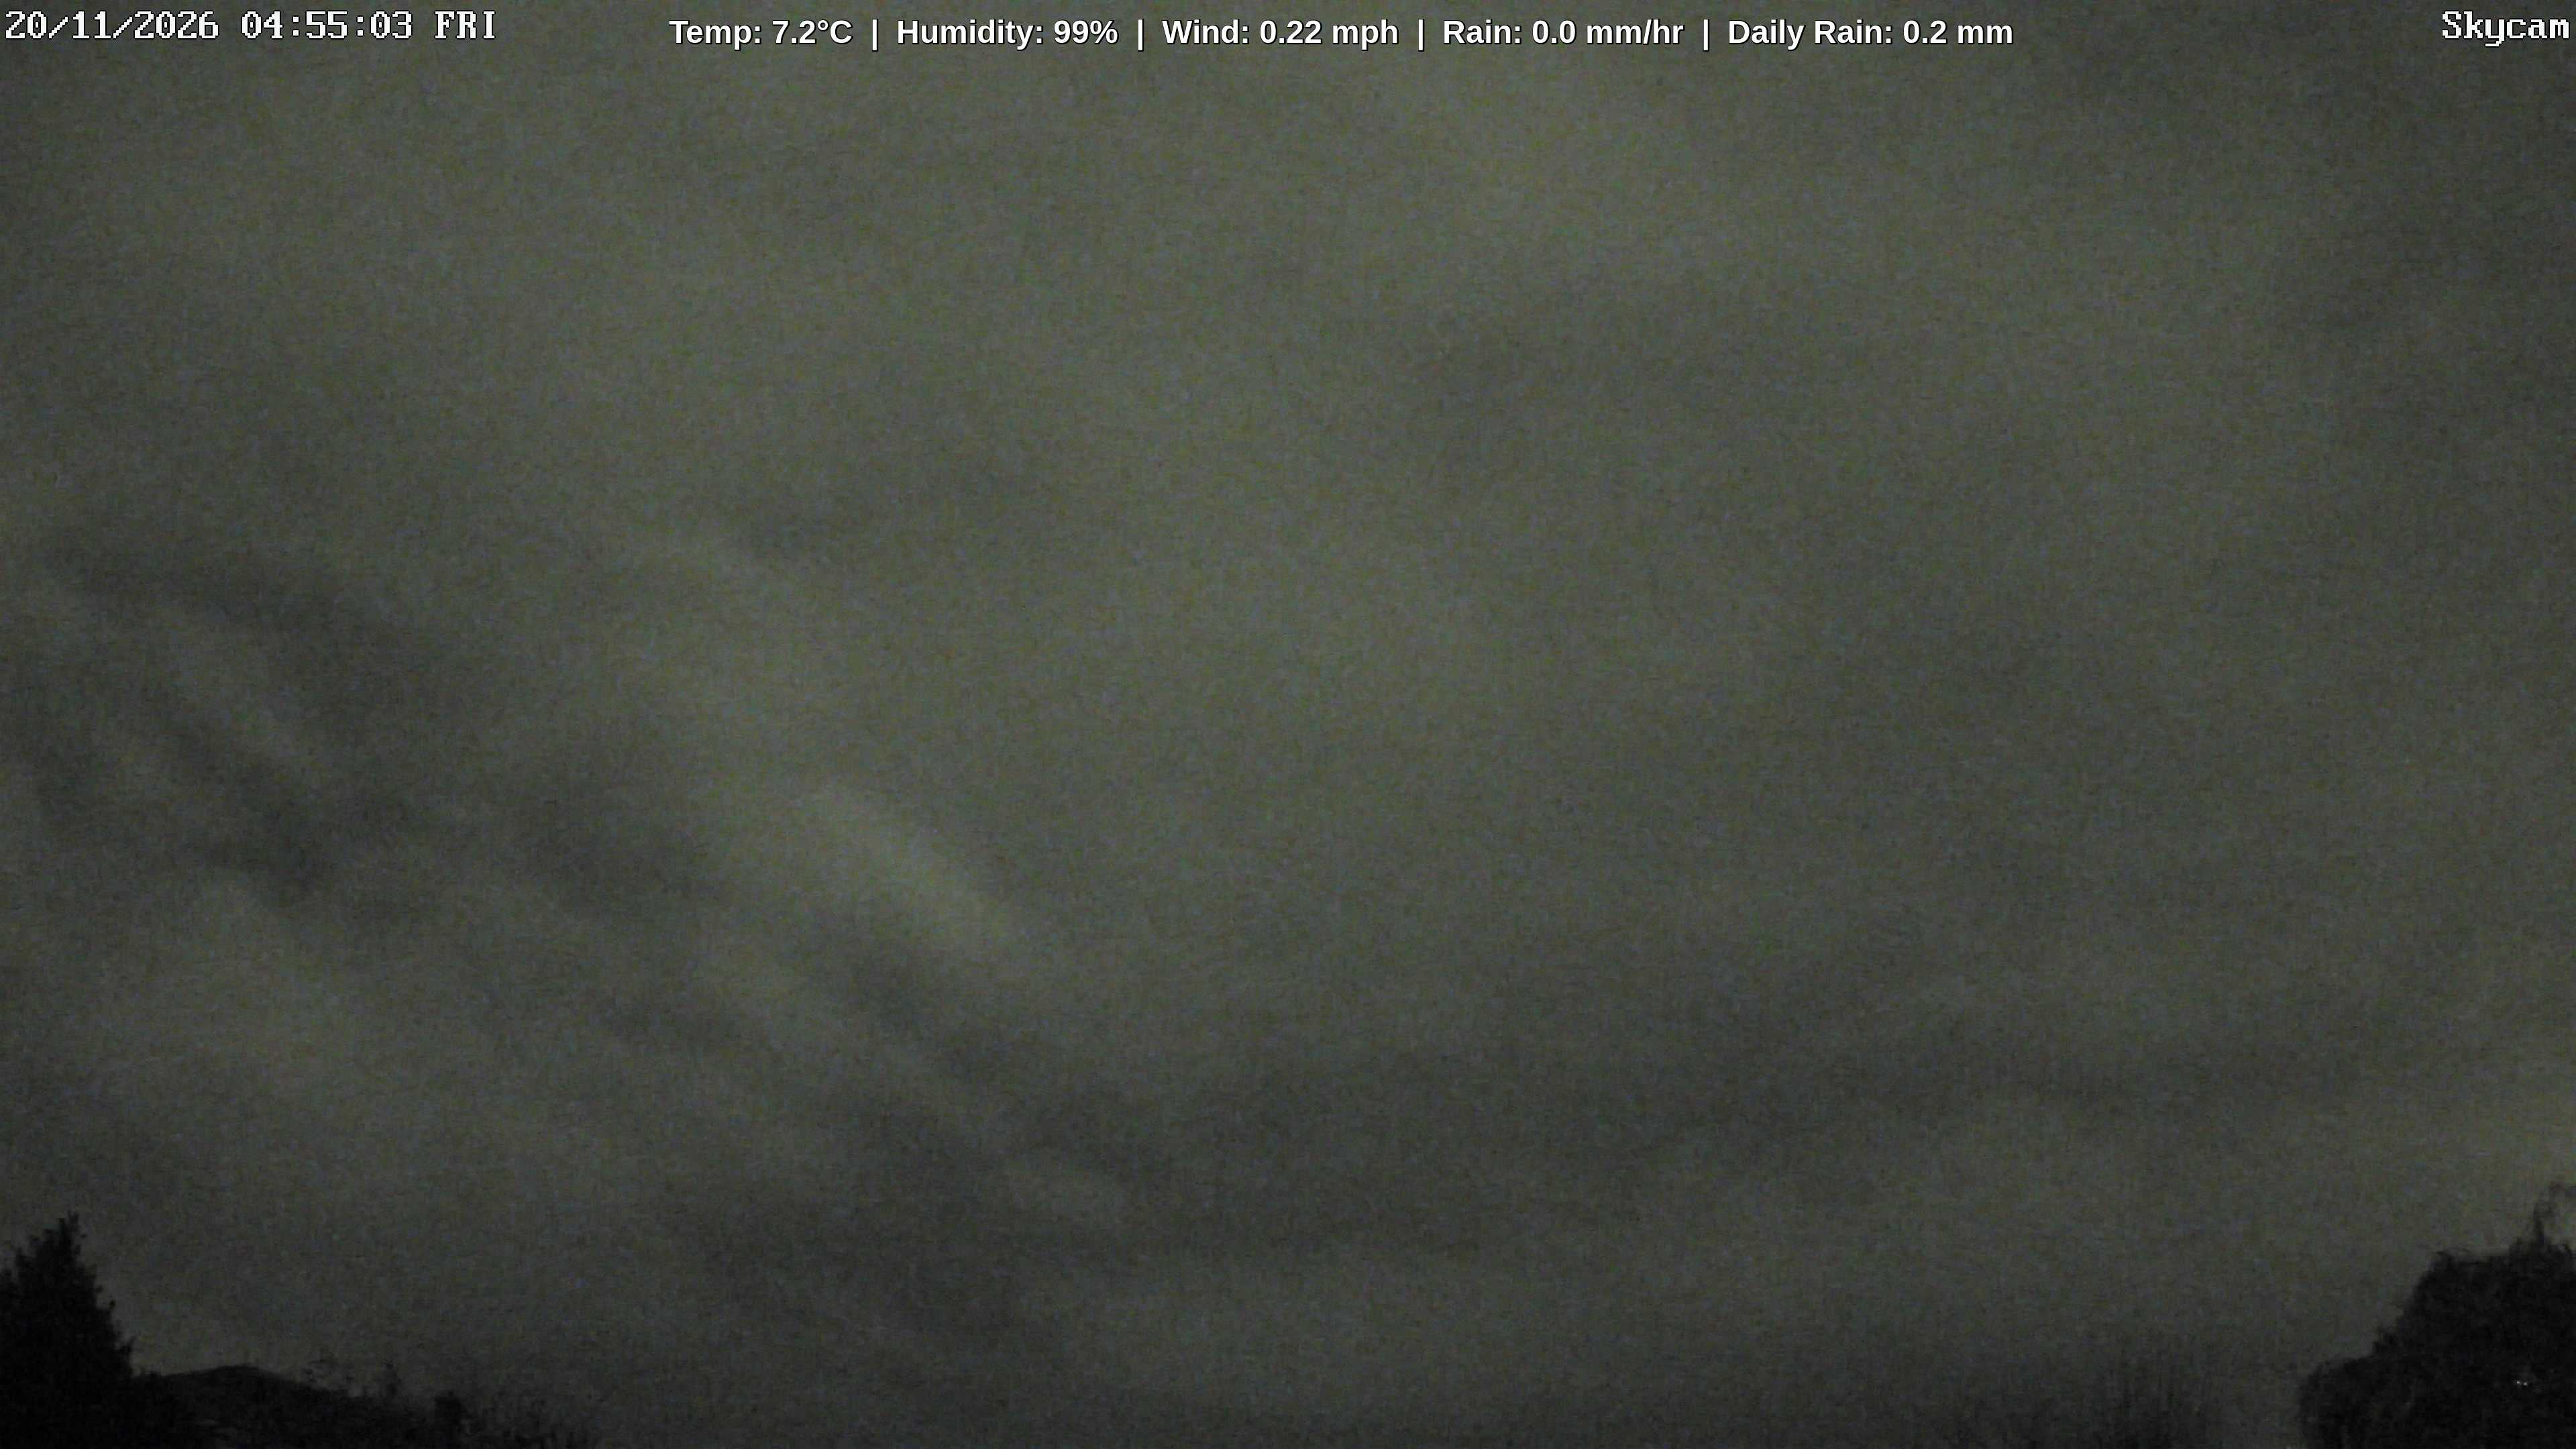 20/11/2026 04:55:03 FRI
Temp: 7.2°C | Humidity: 99% | Wind: 0.22 mph | Rain: 0.0 mm/hr | Daily Rain: 0.2 mm
Skycam